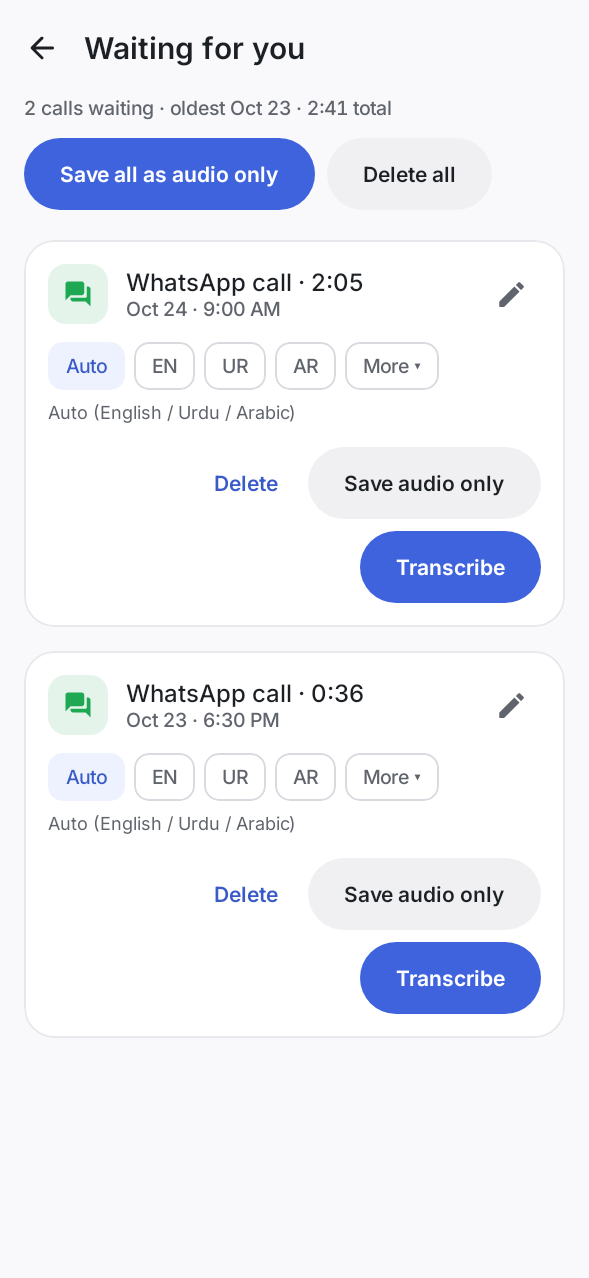 Waiting for you
2 calls waiting · oldest Oct 23 · 2:41 total
Save all as audio only
Delete all
WhatsApp call · 2:05
Oct 24 · 9:00 AM
Auto EN UR AR More ▾
Auto (English / Urdu / Arabic)
Delete
Save audio only
Transcribe
WhatsApp call · 0:36
Oct 23 · 6:30 PM
Auto EN UR AR More ▾
Auto (English / Urdu / Arabic)
Delete
Save audio only
Transcribe